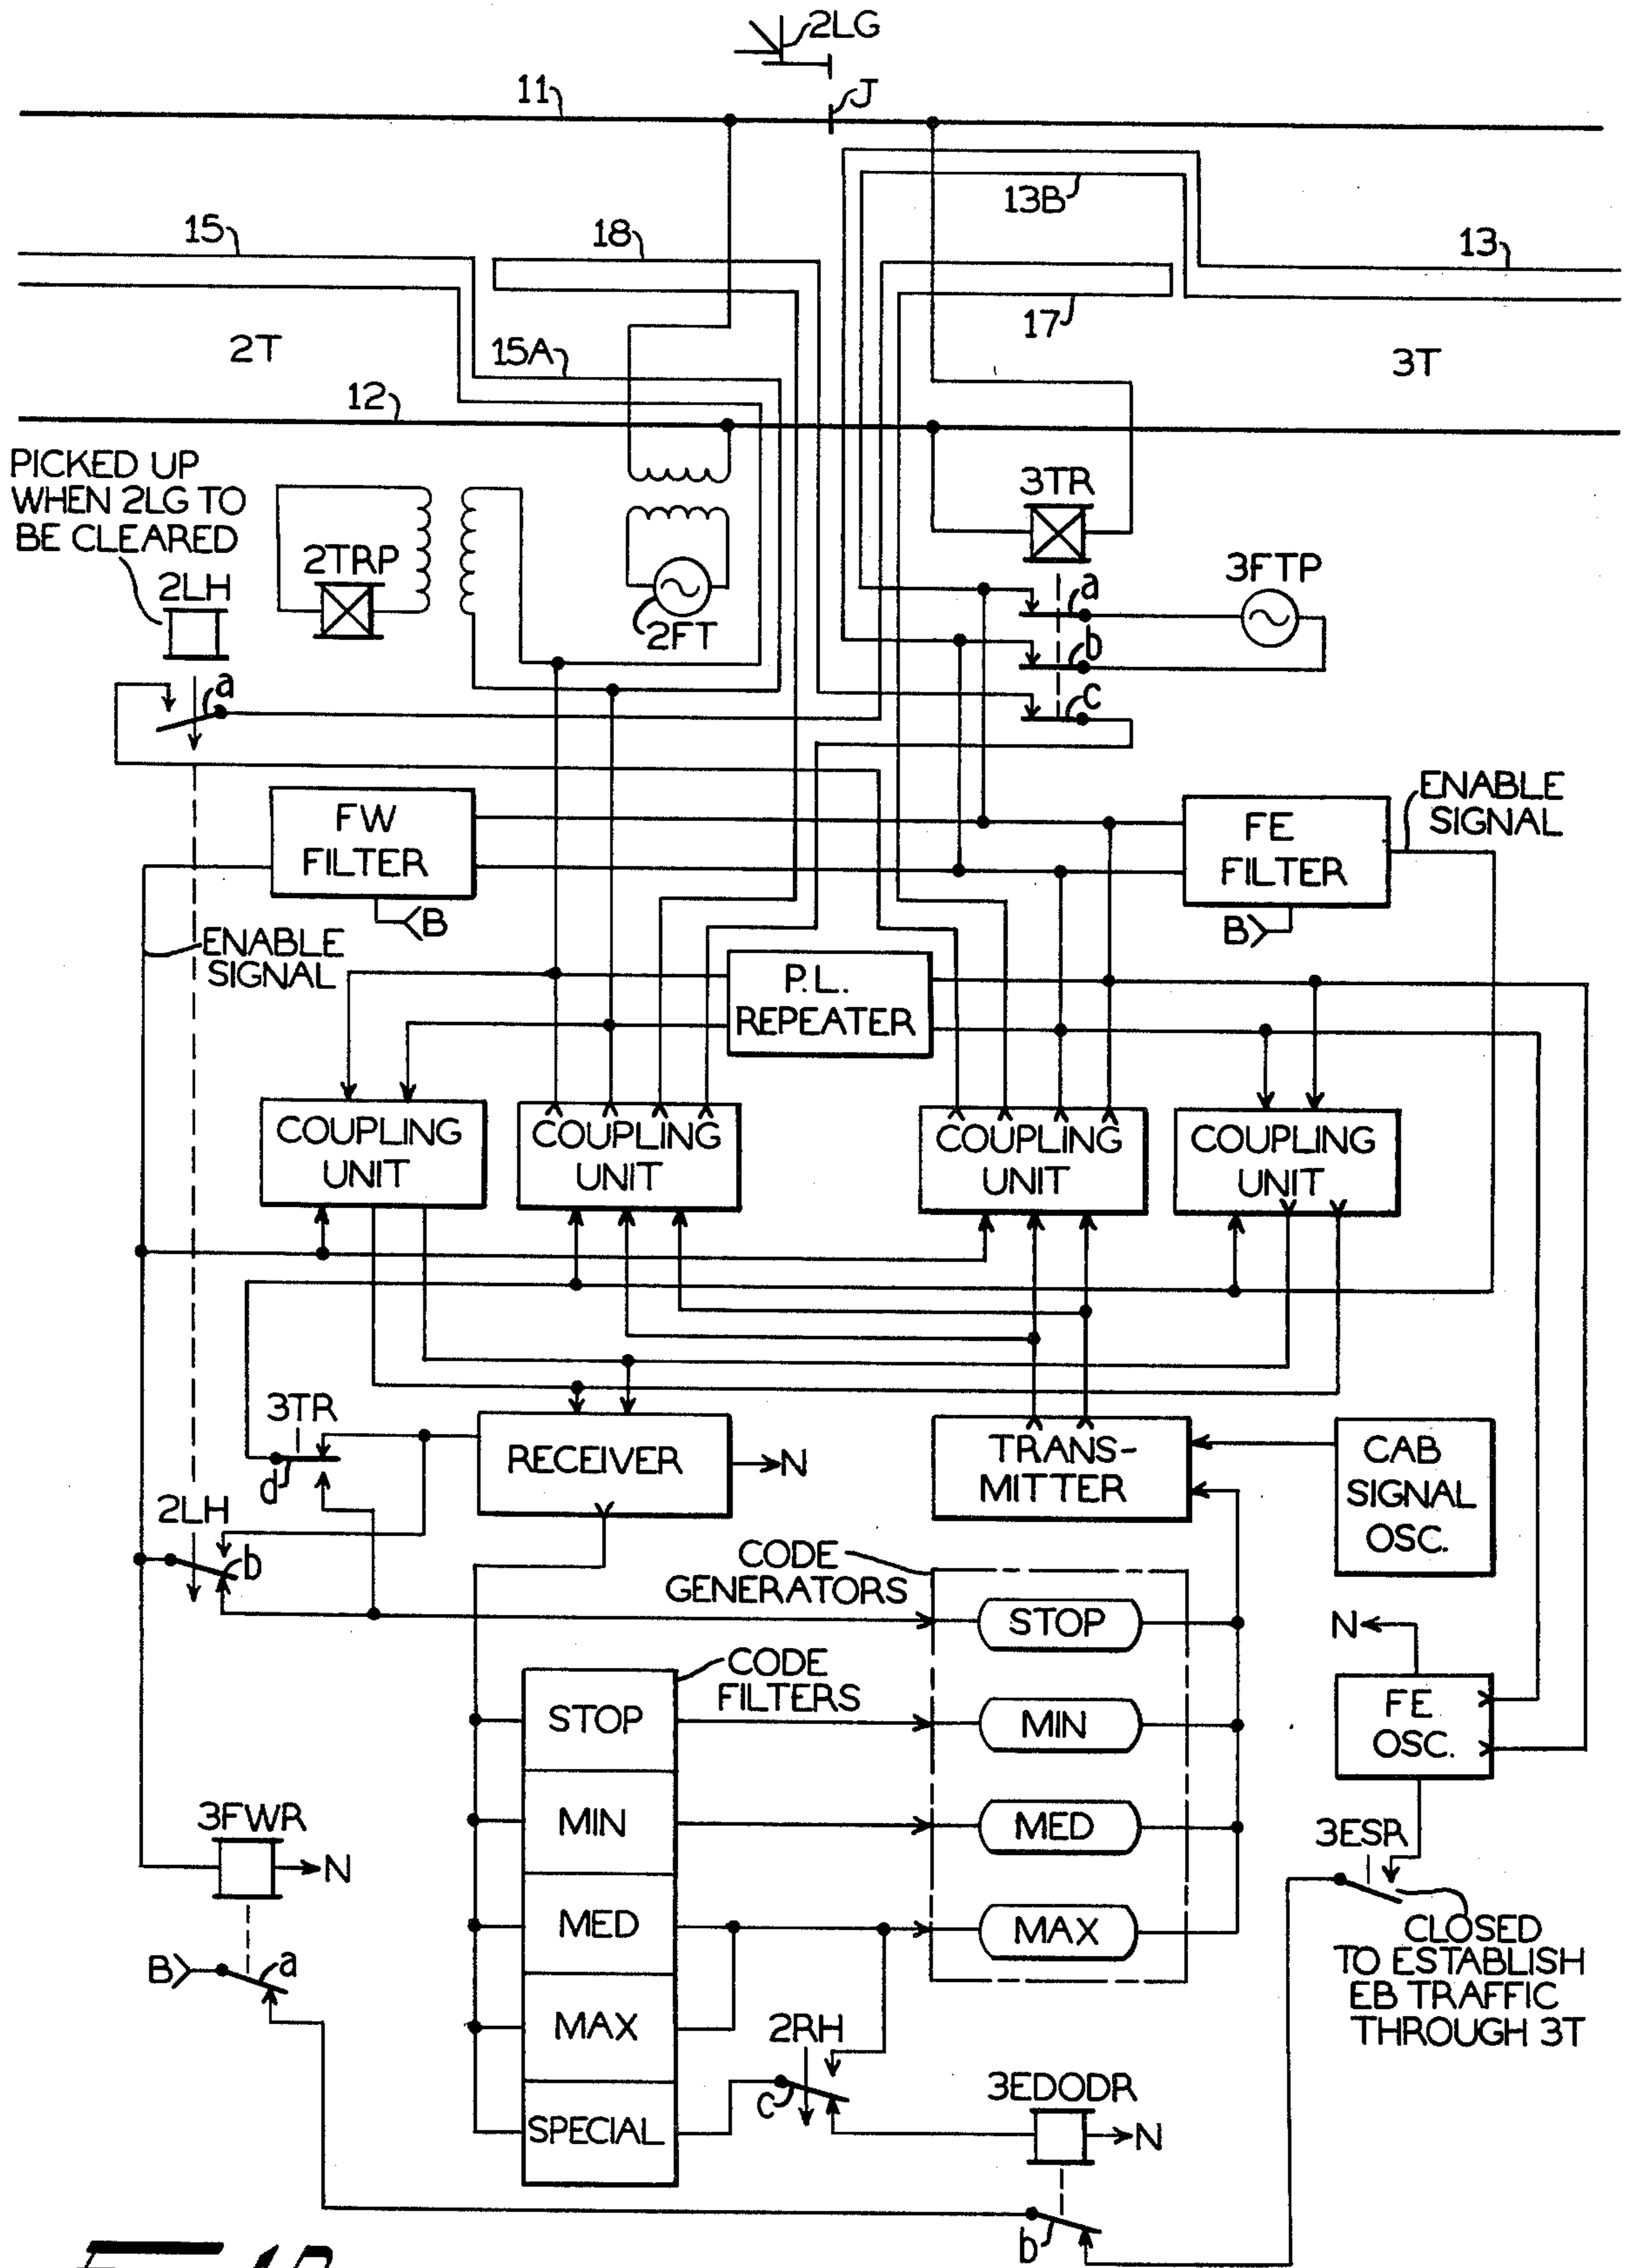 2LG
11
J
13B
15
18
13
17
2T
15A
3T
12
PICKED UP
WHEN 2LG TO
BE CLEARED
3TR
2TRP
2LH
2FT
3FTP
a
b
c
a
FW
FILTER
B
FE
FILTER
B
ENABLE
SIGNAL
ENABLE
SIGNAL
P.L.
REPEATER
COUPLING
UNIT
COUPLING
UNIT
COUPLING
UNIT
COUPLING
UNIT
3TR
d
RECEIVER
N
TRANS-
MITTER
CAB
SIGNAL
OSC.
2LH
b
CODE
GENERATORS
STOP
MIN
MED
MAX
CODE
FILTERS
STOP
MIN
MED
MAX
SPECIAL
N
FE
OSC.
3ESR
CLOSED
TO ESTABLISH
EB TRAFFIC
THROUGH 3T
3FWR
N
B
a
2RH
c
3EDODR
N
b